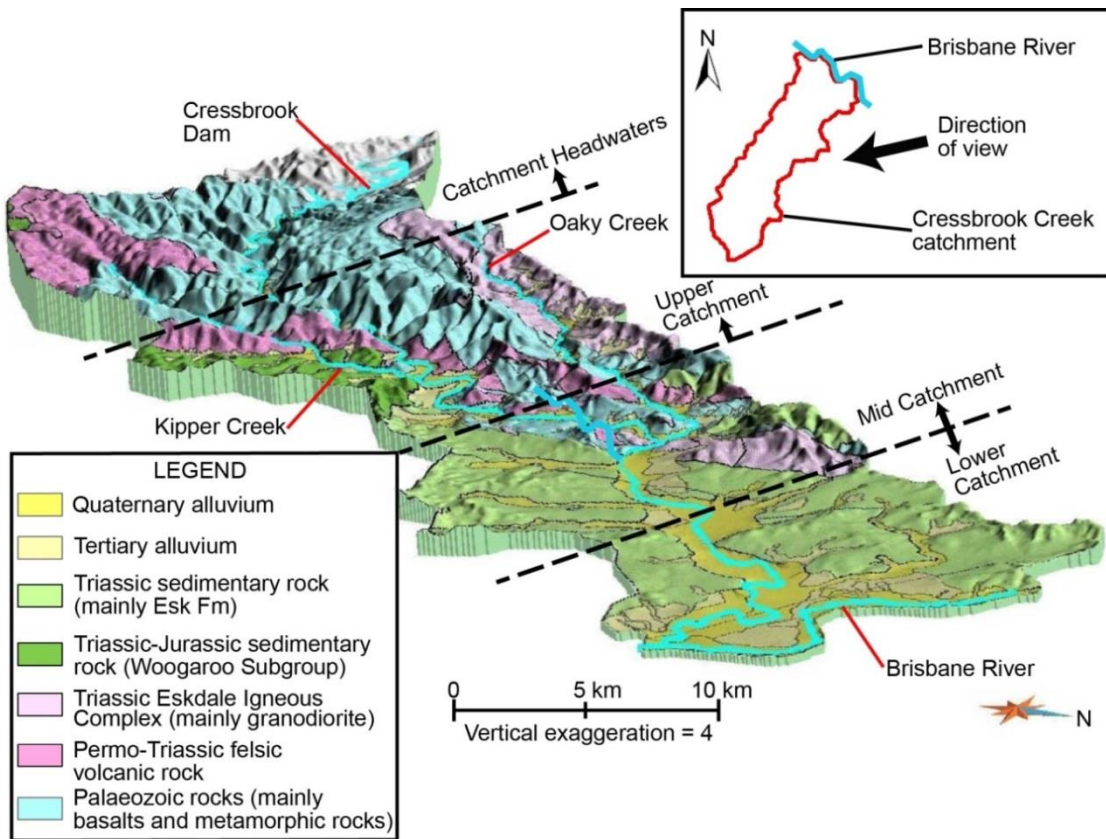 N
Brisbane River
Direction
of view
Cressbrook Creek
catchment
Cressbrook
Dam
Catchment Headwaters
Oaky Creek
Upper
Catchment
Mid Catchment
Lower
Catchment
Kipper Creek
LEGEND
Quaternary alluvium
Tertiary alluvium
Triassic sedimentary rock
(mainly Esk Fm)
Triassic-Jurassic sedimentary
rock (Woogaroo Subgroup)
Triassic Eskdale Igneous
Complex (mainly granodiorite)
Permo-Triassic felsic
volcanic rock
Palaeozoic rocks (mainly
basalts and metamorphic rocks)
Brisbane River
0 5 km 10 km
Vertical exaggeration = 4
N